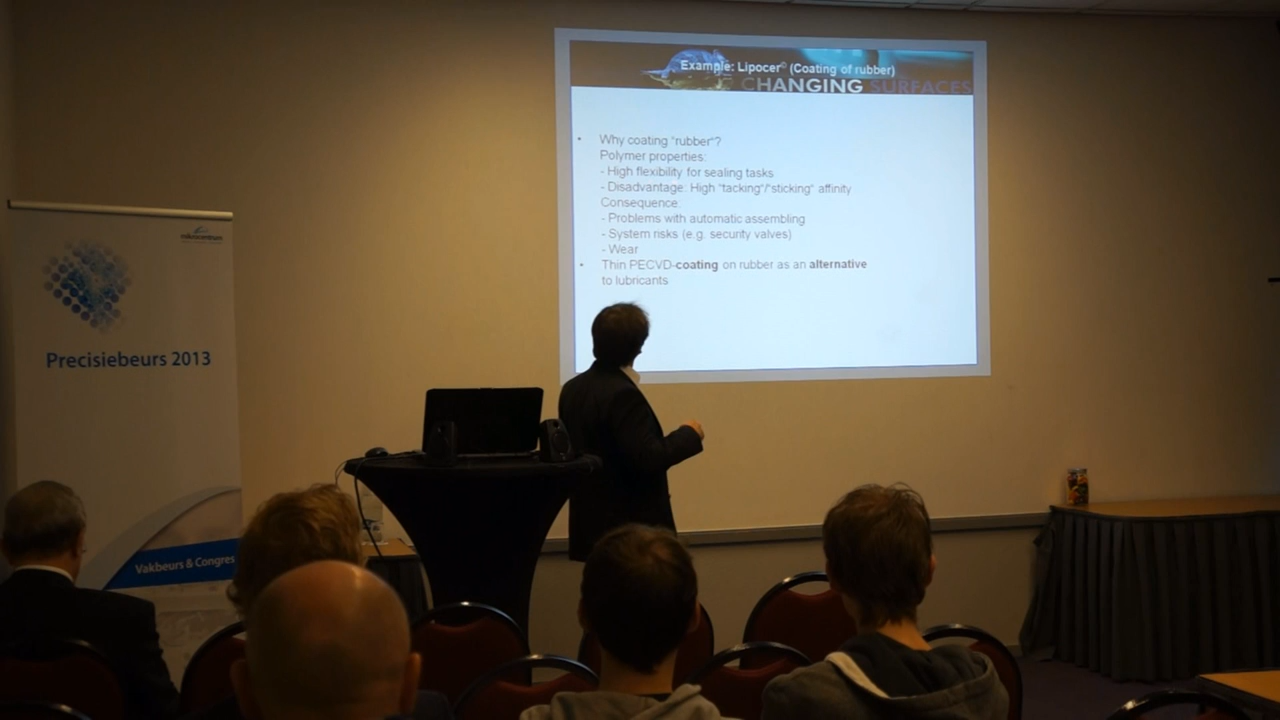 mikrocentrum
Precisiebeurs 2013
Vakbeurs & Congres
Example: Lipocer© (Coating of rubber)
CHANGING SURFACES
• Why coating "rubber"?
Polymer properties:
- High flexibility for sealing tasks
- Disadvantage: High "tacking"/"sticking" affinity
Consequence:
- Problems with automatic assembling
- System risks (e.g. security valves)
- Wear
• Thin PECVD-coating on rubber as an alternative
to lubricants